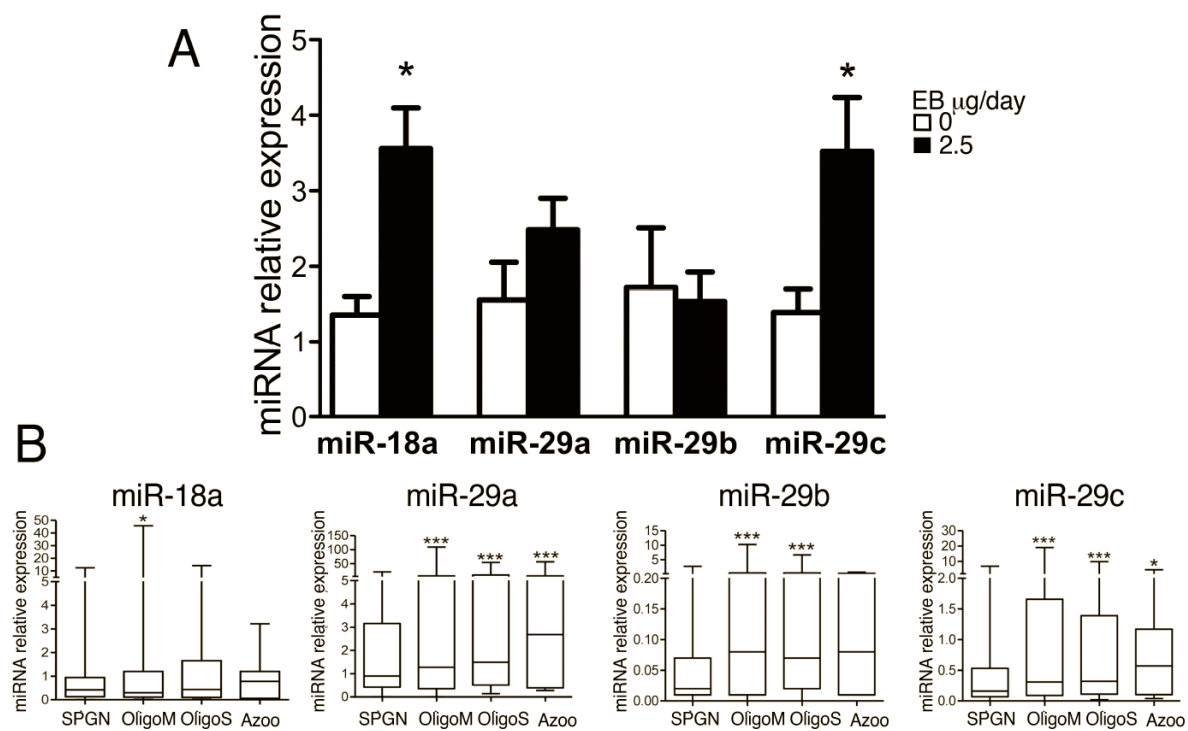 A
miRNA relative expression
5
4
3
2
1
0
*
*
EB µg/day
0
2.5
miR-18a miR-29a miR-29b miR-29c
B
miR-18a
miRNA relative expression
50
40
30
20
10
5
4
3
2
1
0
*
SPGN OligoM OligoS Azoo
miR-29a
miRNA relative expression
150
100
50
5
4
3
2
1
0
*** *** ***
SPGN OligoM OligoS Azoo
miR-29b
miRNA relative expression
15
10
5
0
0.20
0.15
0.10
0.05
0.00
*** ***
SPGN OligoM OligoS Azoo
miR-29c
miRNA relative expression
30
20
10
2.0
1.5
1.0
0.5
0.0
*** *** *
SPGN OligoM OligoS Azoo